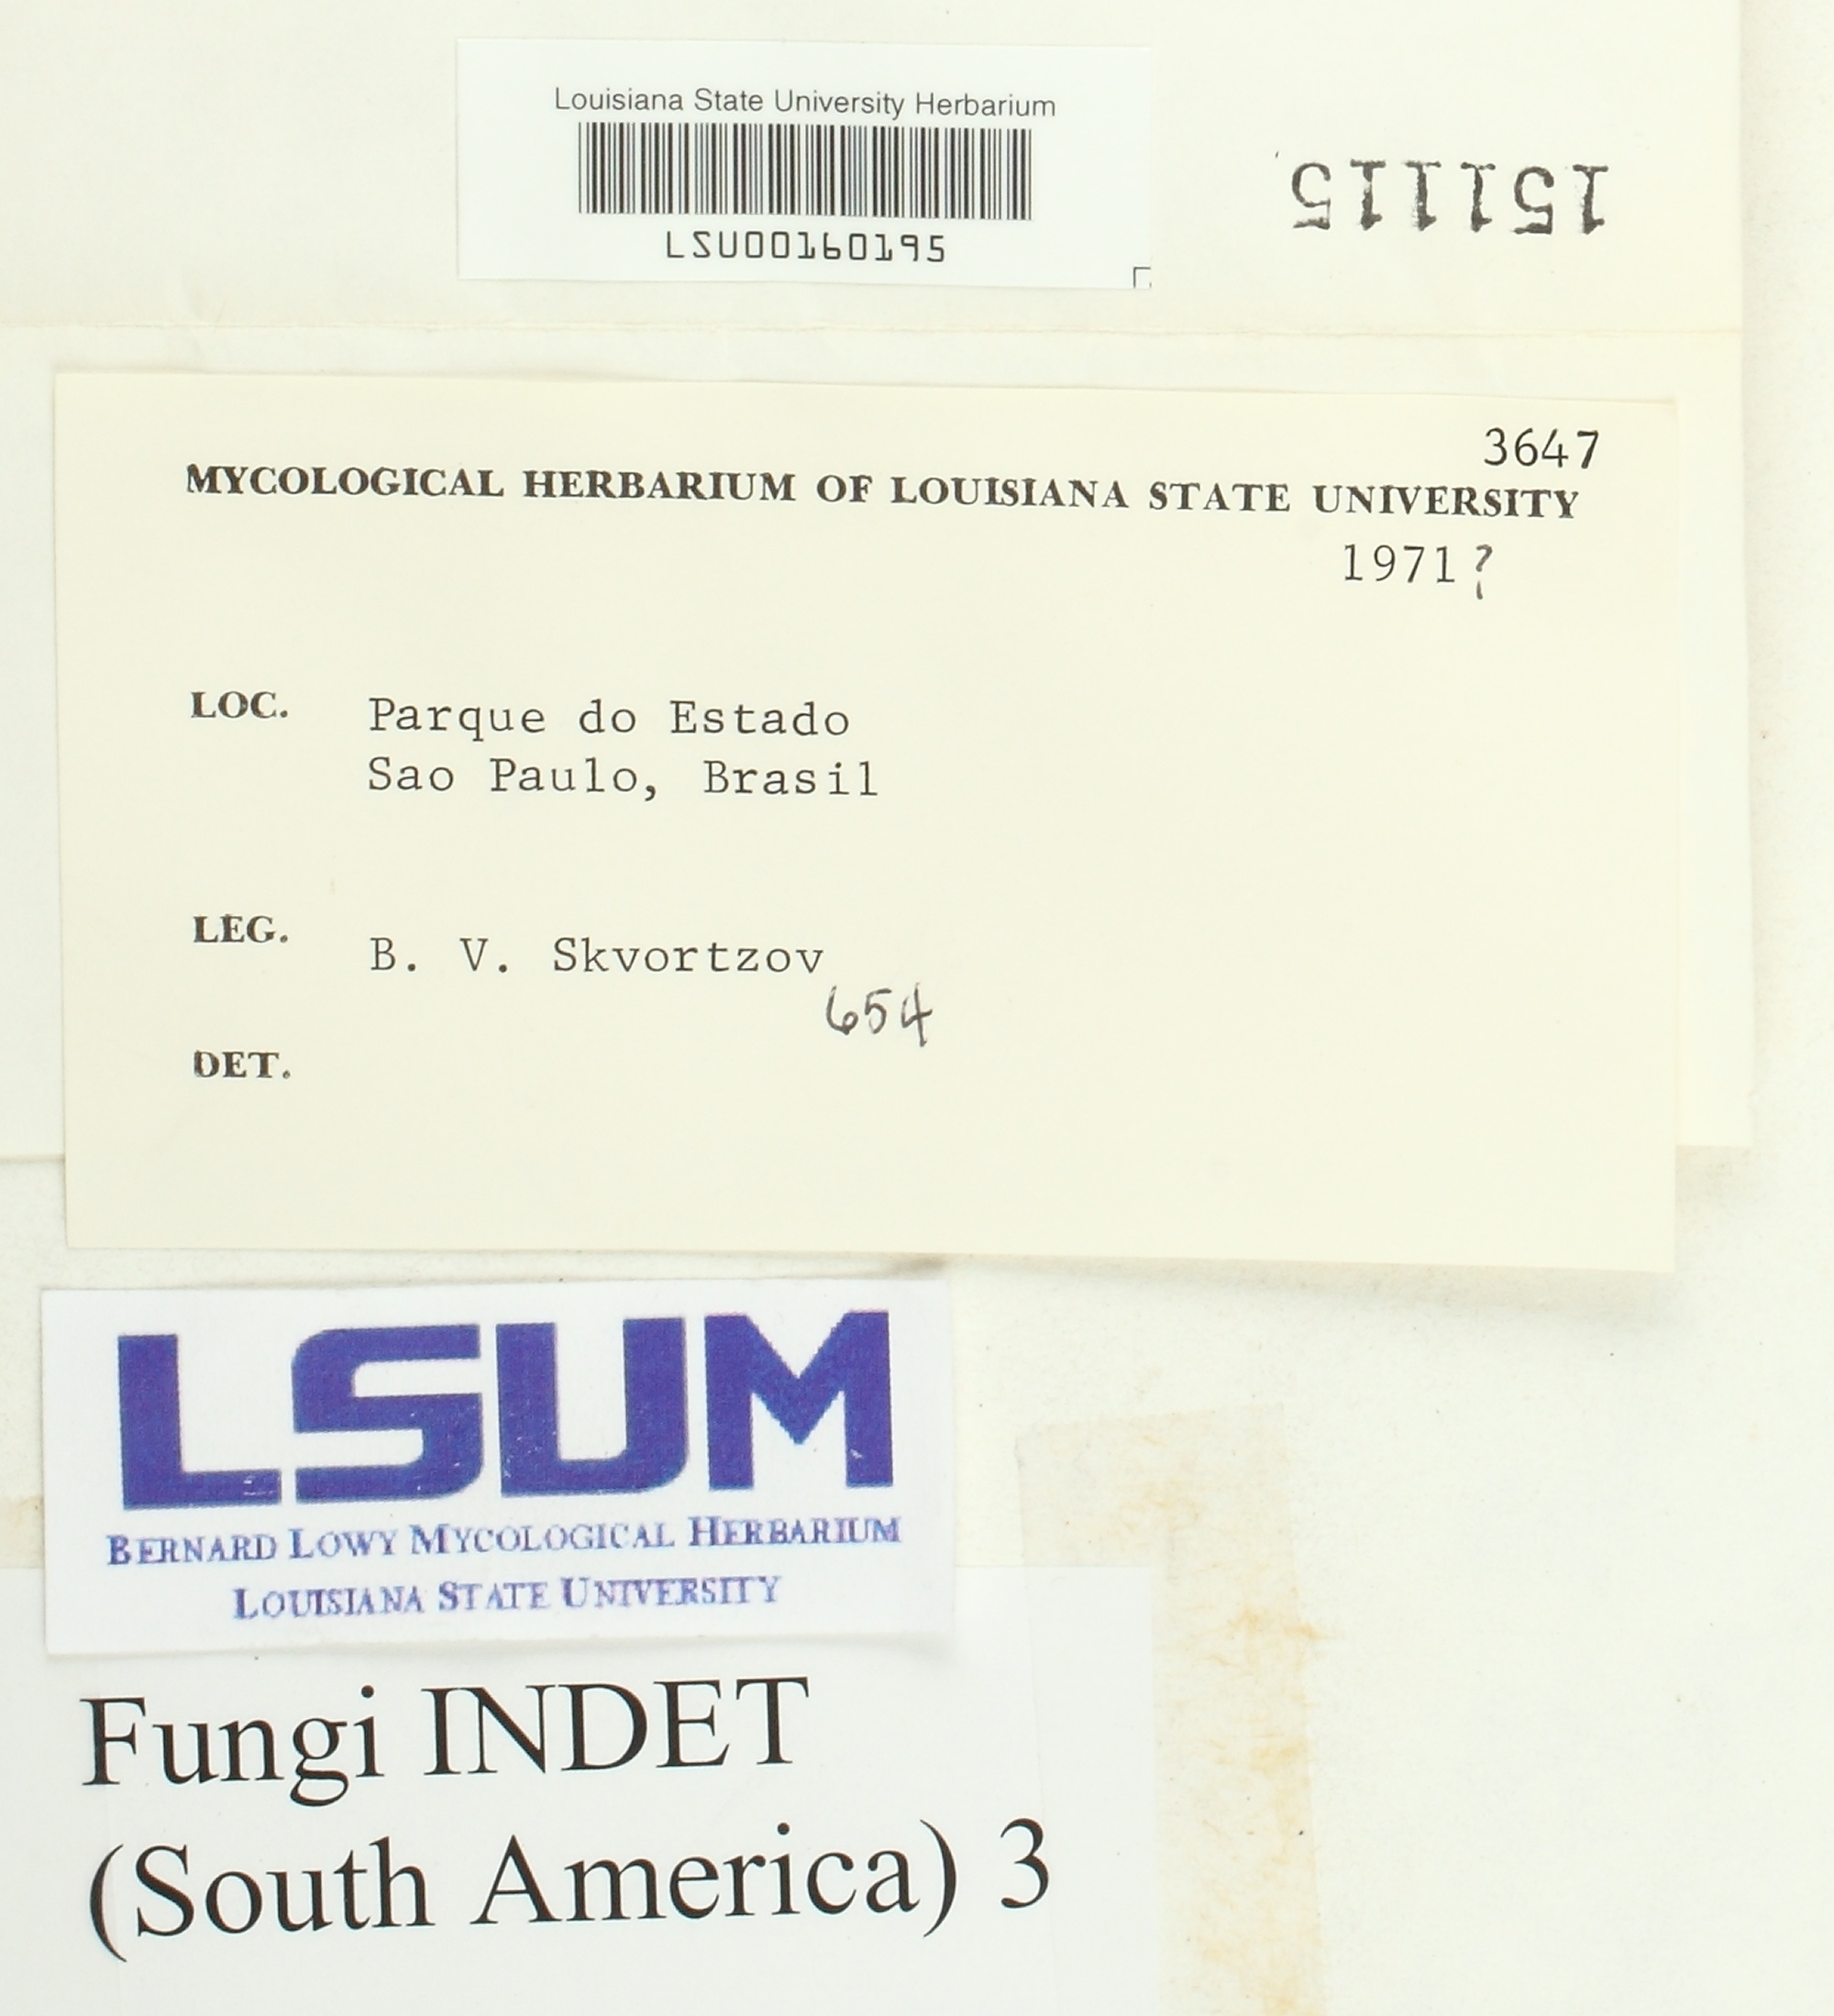 Louisiana State University Herbarium
LSU00160195
151115
3647
MYCOLOGICAL HERBARIUM OF LOUISIANA STATE UNIVERSITY
1971?
LOC. Parque do Estado
Sao Paulo, Brasil
LEG. B. V. Skvortzov
654
DET.
LSUM
BERNARD LOWY MYCOLOGICAL HERBARIUM
LOUISIANA STATE UNIVERSITY
Fungi INDET
(South America) 3